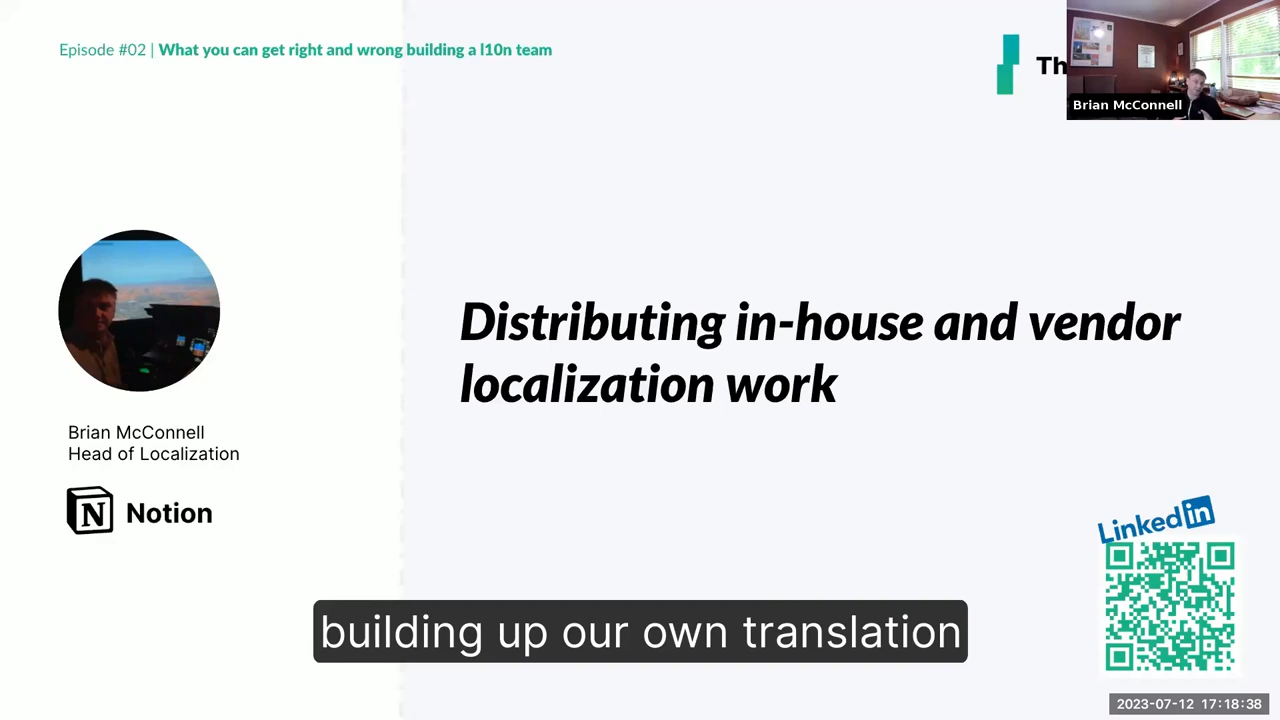 Episode #02 | What you can get right and wrong building a l10n team
Th
Brian McConnell
Distributing in-house and vendor
localization work
Brian McConnell
Head of Localization
N Notion
Linked in
building up our own translation
2023-07-12 17:18:38